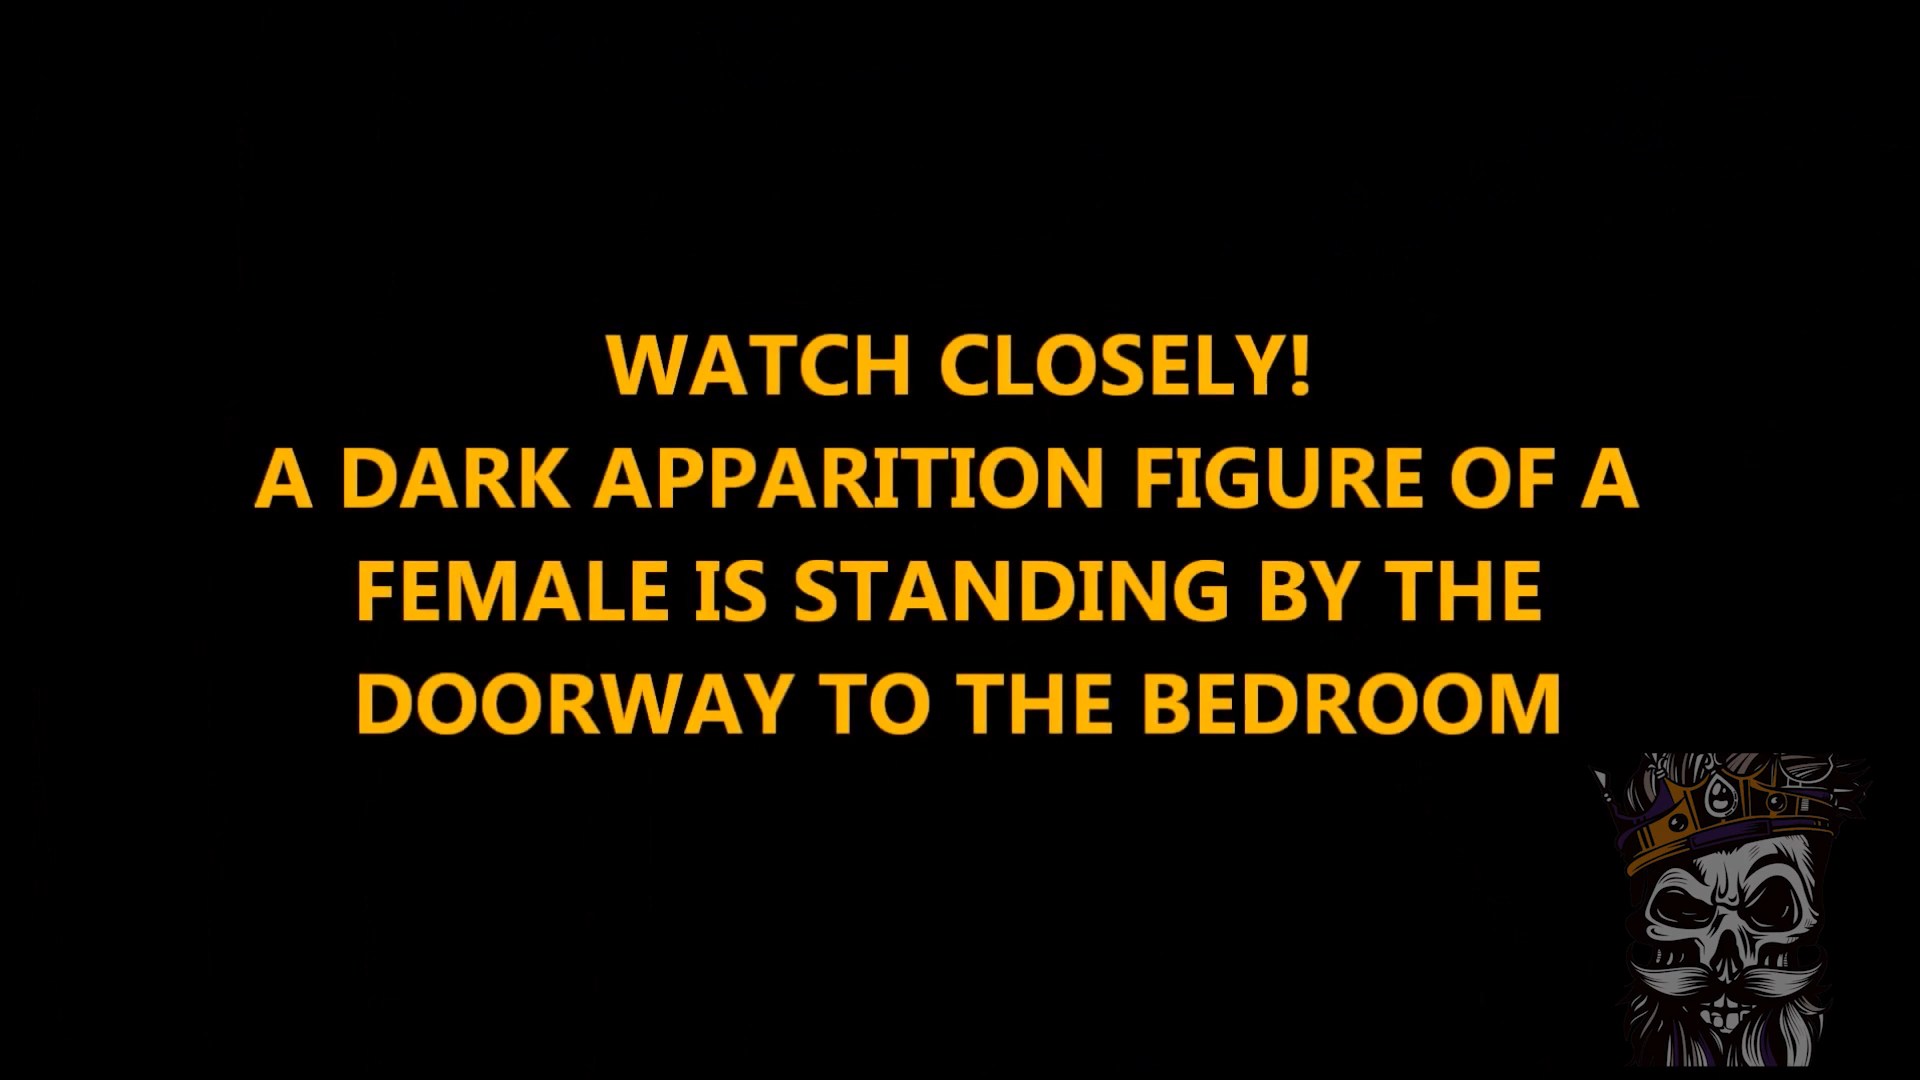 WATCH CLOSELY!
A DARK APPARITION FIGURE OF A
FEMALE IS STANDING BY THE
DOORWAY TO THE BEDROOM